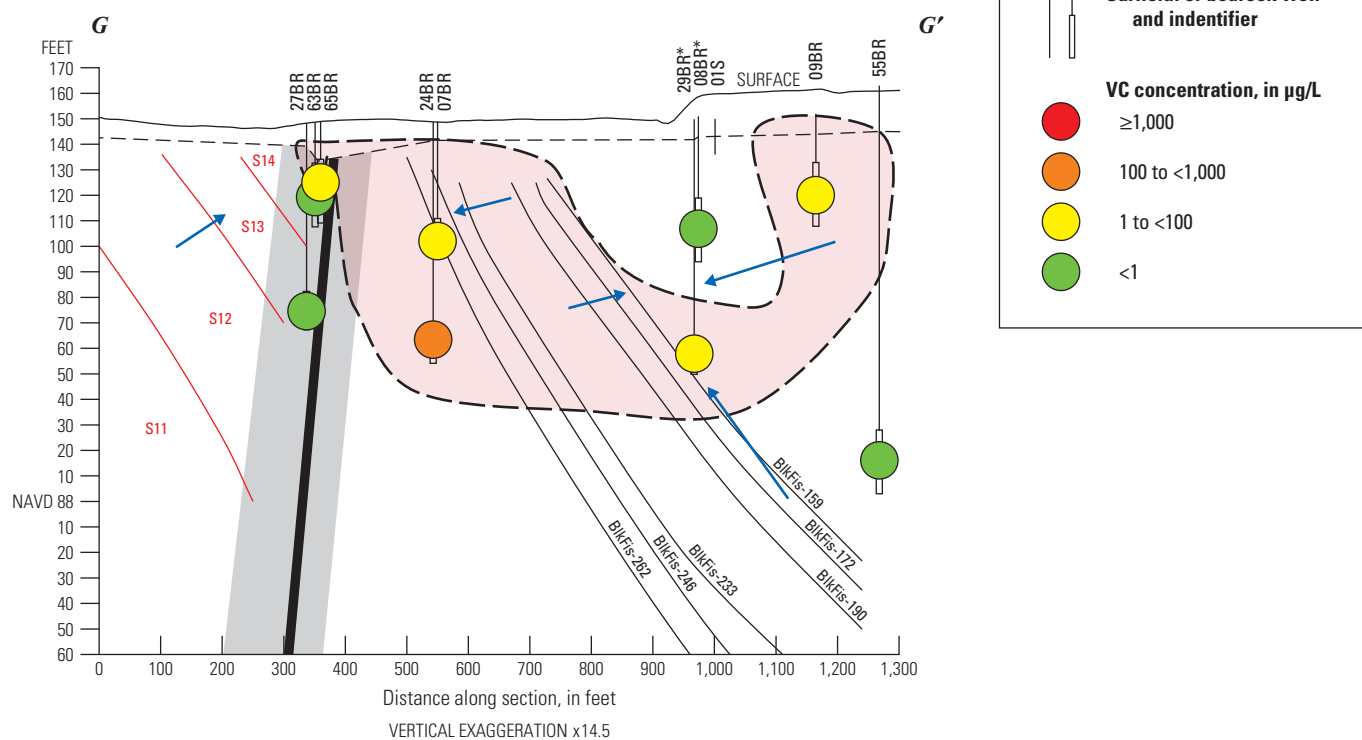 G
G′
FEET
170
160
150
140
130
120
110
100
90
80
70
60
50
40
30
20
10
NAVD 88
10
20
30
40
50
60
27BR
63BR
65BR
24BR
07BR
29BR*
08BR*
01S
SURFACE
09BR
55BR
S14
S13
S12
S11
BlkFis-262
BlkFis-246
BlkFis-233
BlkFis-159
BlkFis-172
BlkFis-190
0
100
200
300
400
500
600
700
800
900
1,000
1,100
1,200
1,300
Distance along section, in feet
VERTICAL EXAGGERATION x14.5
and indentifier
VC concentration, in µg/L
≥1,000
100 to <1,000
1 to <100
<1